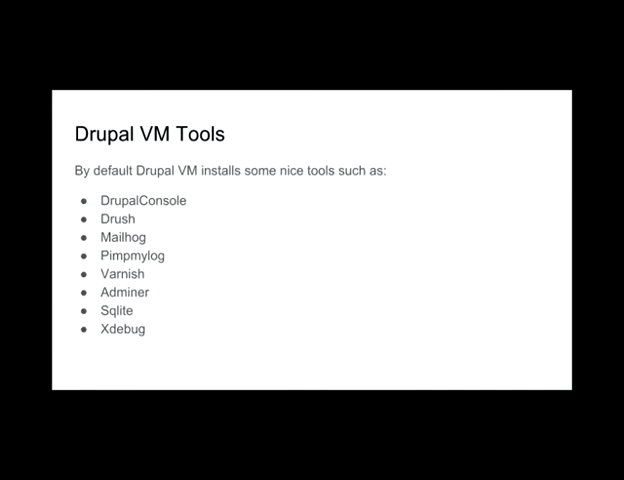 Drupal VM Tools
By default Drupal VM installs some nice tools such as:
● DrupalConsole
● Drush
● Mailhog
● Pimpmylog
● Varnish
● Adminer
● Sqlite
● Xdebug